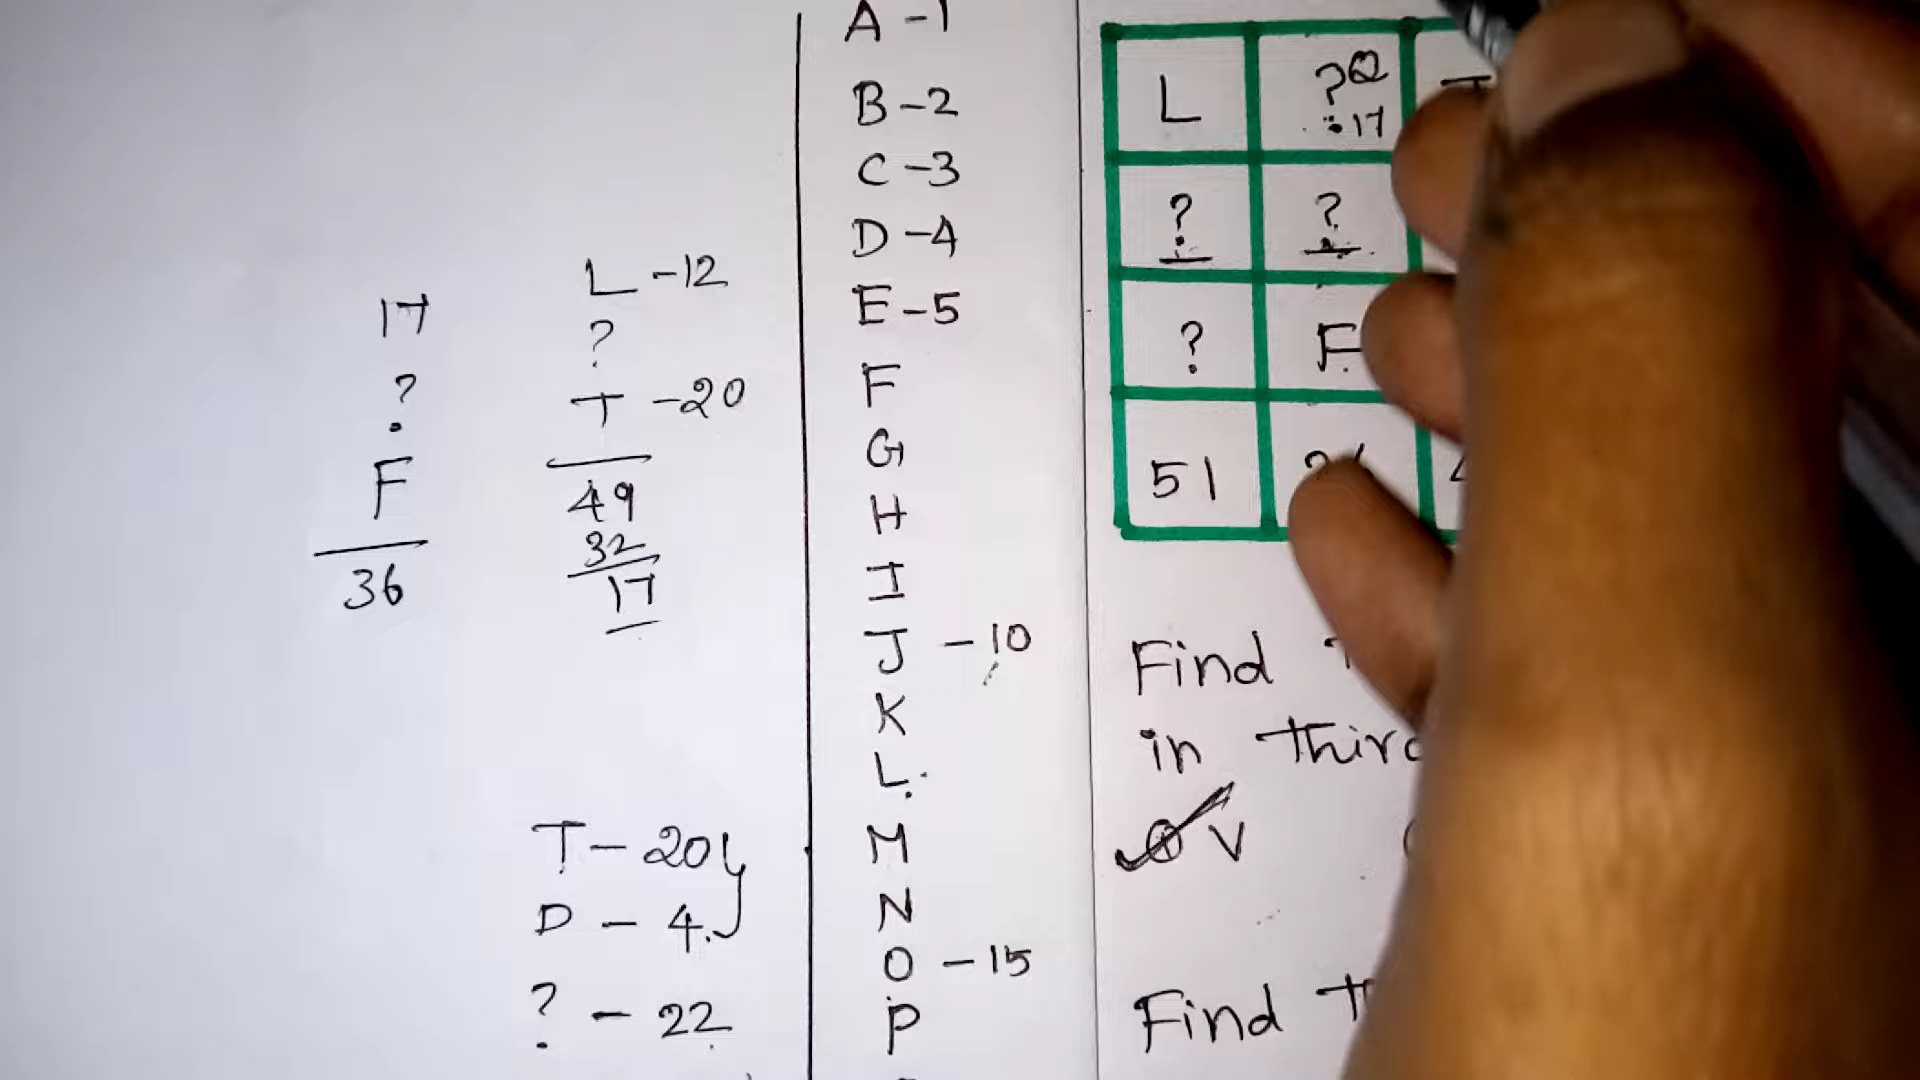 17
?
F
36
L -12
?
T -20
49
32
17
T - 20
D - 4
? - 22
A -1
B -2
C -3
D -4
E -5
F
G
H
I
J - 10
K
L
M
N
O - 15
P
L ? Q
17
? ?
? F
51
Find
in
V
Find